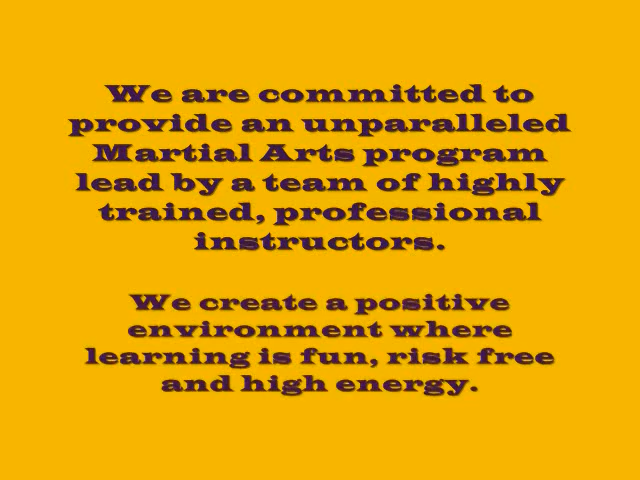 We are committed to
provide an unparalleled
Martial Arts program
lead by a team of highly
trained, professional
instructors.
We create a positive
environment where
learning is fun, risk free
and high energy.